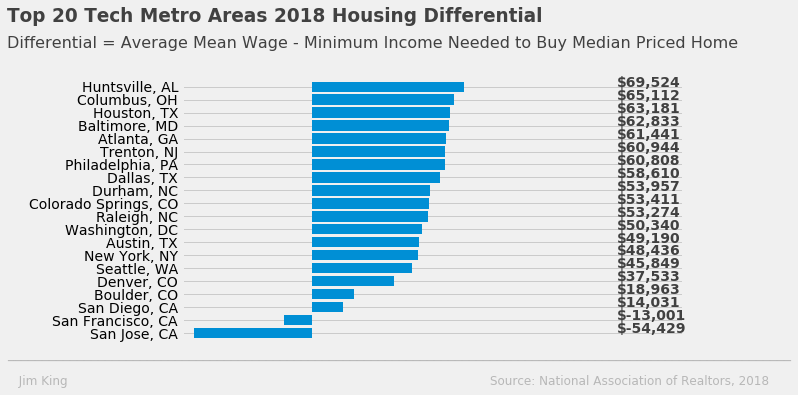 Top 20 Tech Metro Areas 2018 Housing Differential
Differential = Average Mean Wage - Minimum Income Needed to Buy Median Priced Home
Huntsville, AL $69,524
Columbus, OH $65,112
Houston, TX $63,181
Baltimore, MD $62,833
Atlanta, GA $61,441
Trenton, NJ $60,944
Philadelphia, PA $60,808
Dallas, TX $58,610
Durham, NC $53,957
Colorado Springs, CO $53,411
Raleigh, NC $53,274
Washington, DC $50,340
Austin, TX $49,190
New York, NY $48,436
Seattle, WA $45,849
Denver, CO $37,533
Boulder, CO $18,963
San Diego, CA $14,031
San Francisco, CA $-13,001
San Jose, CA $-54,429
Jim King Source: National Association of Realtors, 2018